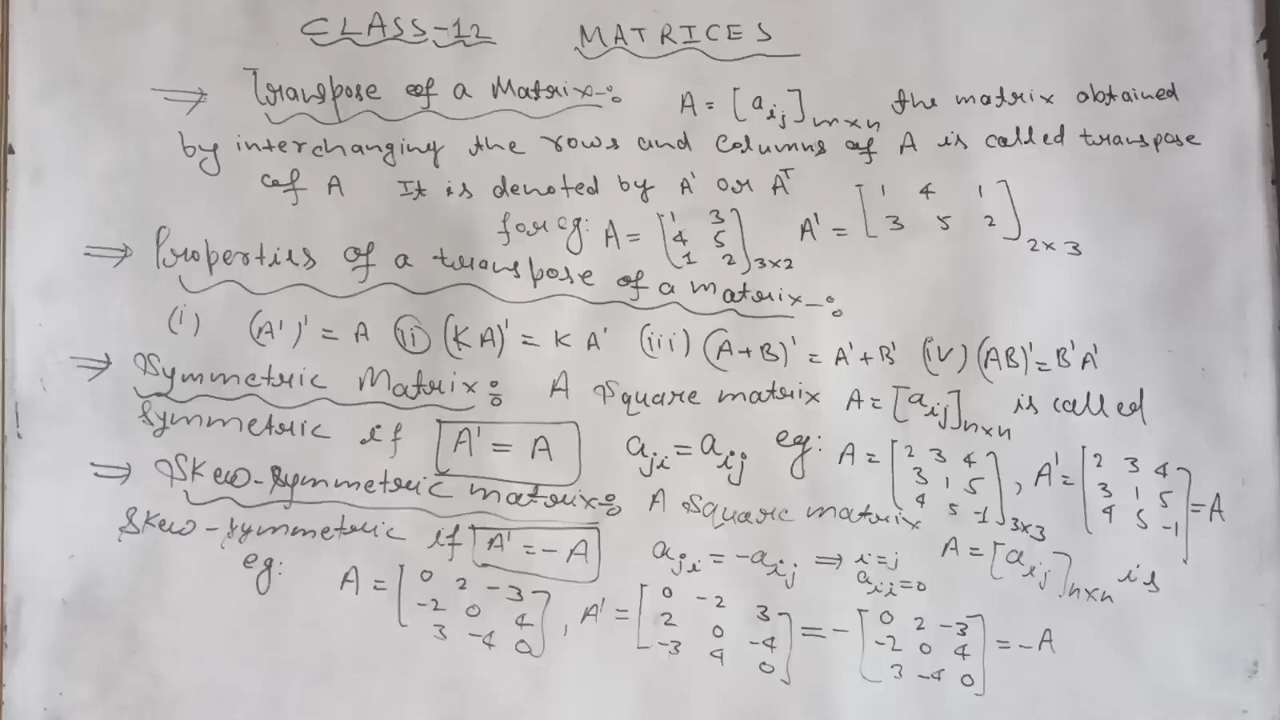 CLASS-12 MATRICES
⇒ Transpose of a Matrix:- A = [aij]m×n the matrix obtained
by interchanging the rows and columns of A is called transpose
of A It is denoted by A' or Aᵀ
for eg: A = [1 3; 4 5; 1 2]3×2 A' = [1 4 1; 3 5 2]2×3
⇒ Properties of a transpose of a matrix:-
(i) (A')' = A (ii) (KA)' = KA' (iii) (A+B)' = A'+B' (iv) (AB)' = B'A'
⇒ Symmetric Matrix: A square matrix A = [aij]n×n is called
symmetric if A' = A aji = aij eg: A = [2 3 4; 3 1 5; 4 5 -1]3×3, A' = [2 3 4; 3 1 5; 4 5 -1] = A
⇒ Skew-symmetric matrix:- A square matrix A = [aij]n×n is
skew-symmetric if A' = -A aji = -aij ⇒ i=j aii=0
eg: A = [0 2 -3; -2 0 4; 3 -4 0], A' = [0 -2 3; 2 0 -4; -3 4 0] = -[0 2 -3; -2 0 4; 3 -4 0] = -A